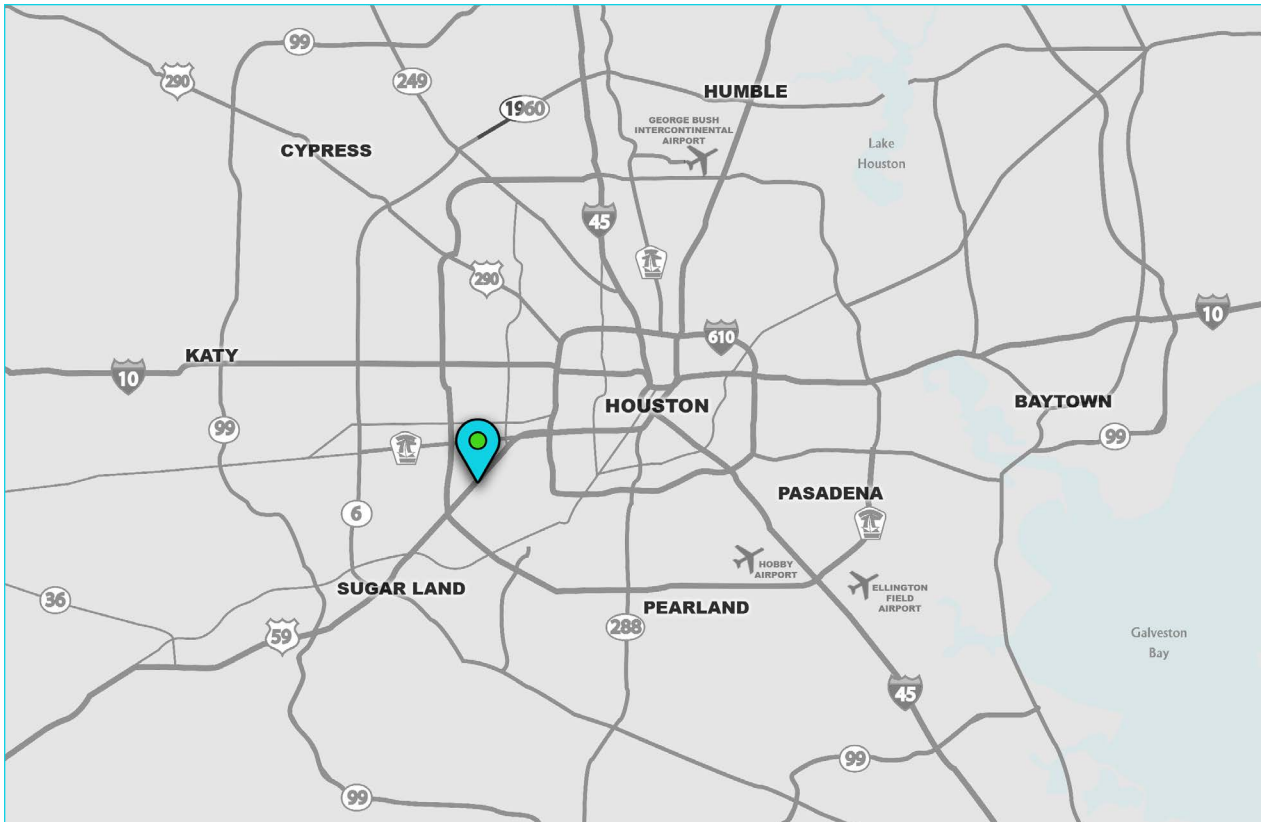 99
290
249
1960
HUMBLE
GEORGE BUSH
INTERCONTINENTAL
AIRPORT
Lake
Houston
CYPRESS
45
290
610
10
KATY
10
HOUSTON
BAYTOWN
99
99
PASADENA
6
HOBBY
AIRPORT
ELLINGTON
FIELD
AIRPORT
SUGAR LAND
36
PEARLAND
59
288
Galveston
Bay
45
99
99